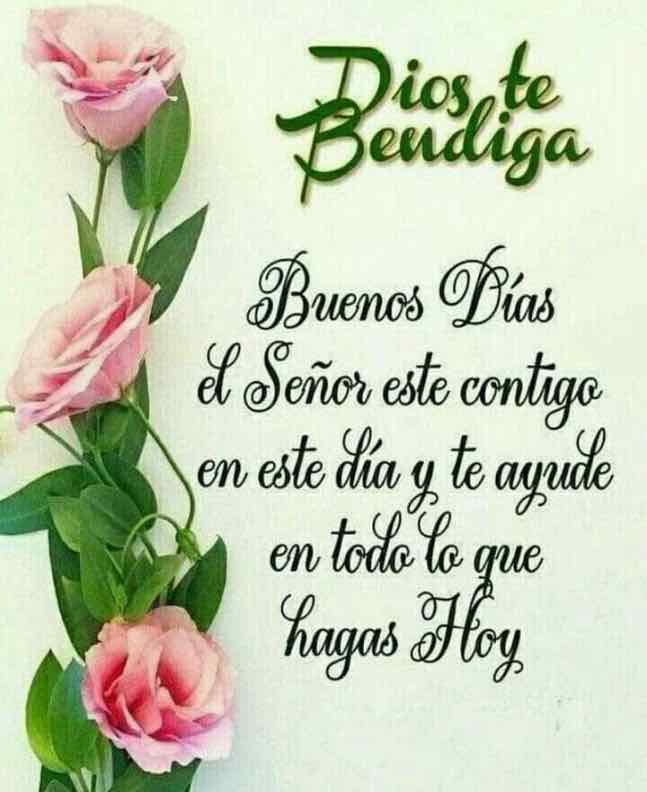 Dios te
Bendiga
Buenos Días
el Señor este contigo
en este día y te ayude
en todo lo que
hagas Hoy